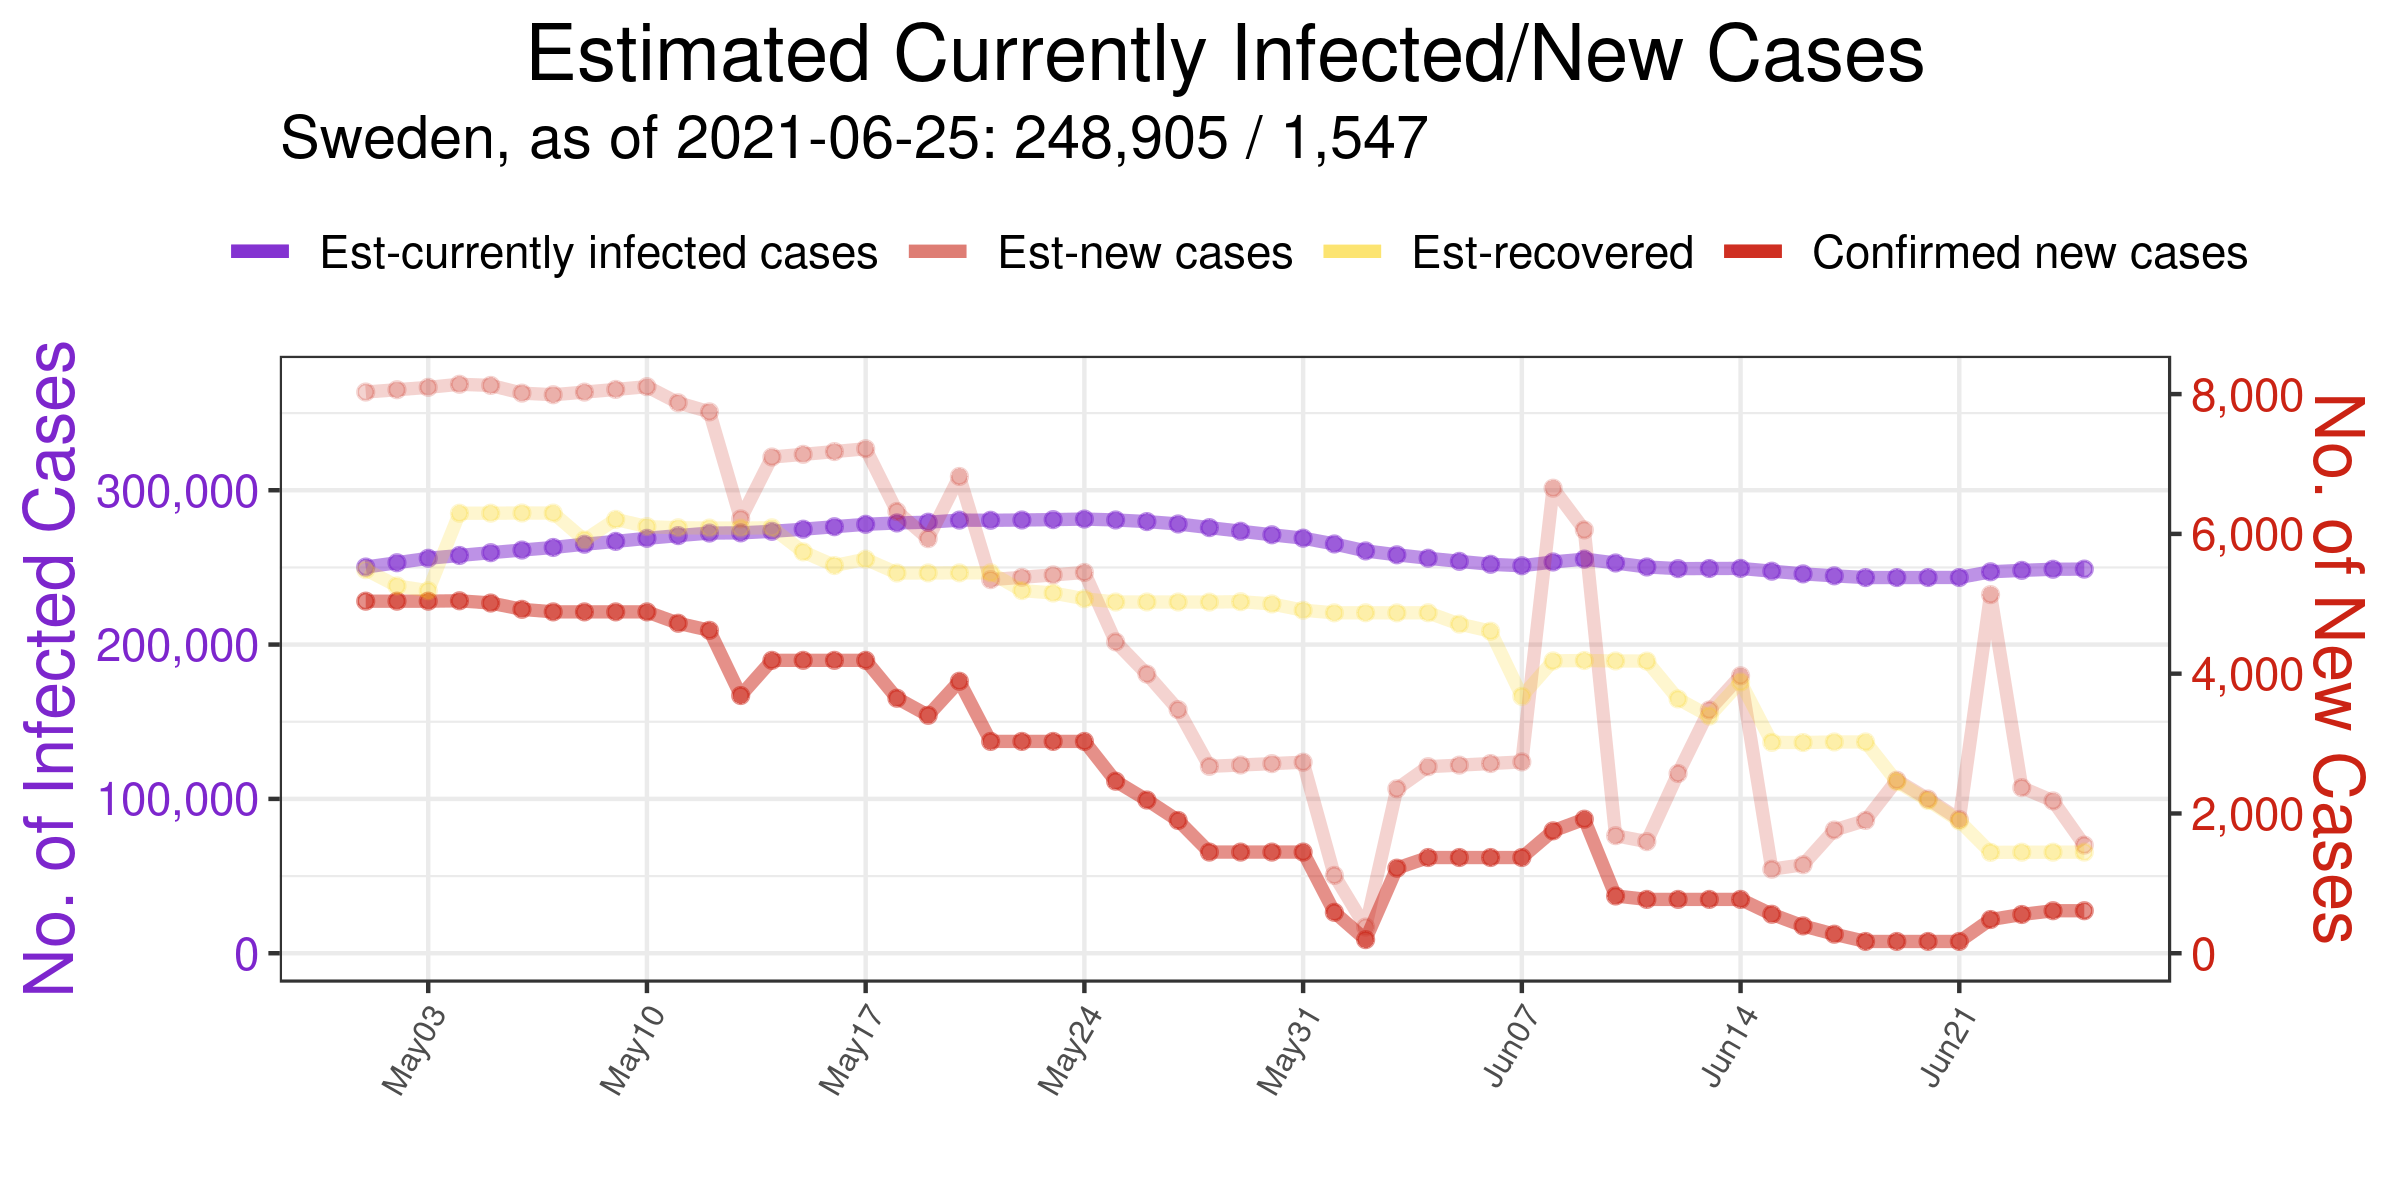 Estimated Currently Infected/New Cases
Sweden, as of 2021-06-25: 248,905 / 1,547
Est-currently infected cases Est-new cases Est-recovered Confirmed new cases
No. of Infected Cases
300,000
200,000
100,000
0
8,000
6,000
4,000
2,000
0
No. of New Cases
May03 May10 May17 May24 May31 Jun07 Jun14 Jun21